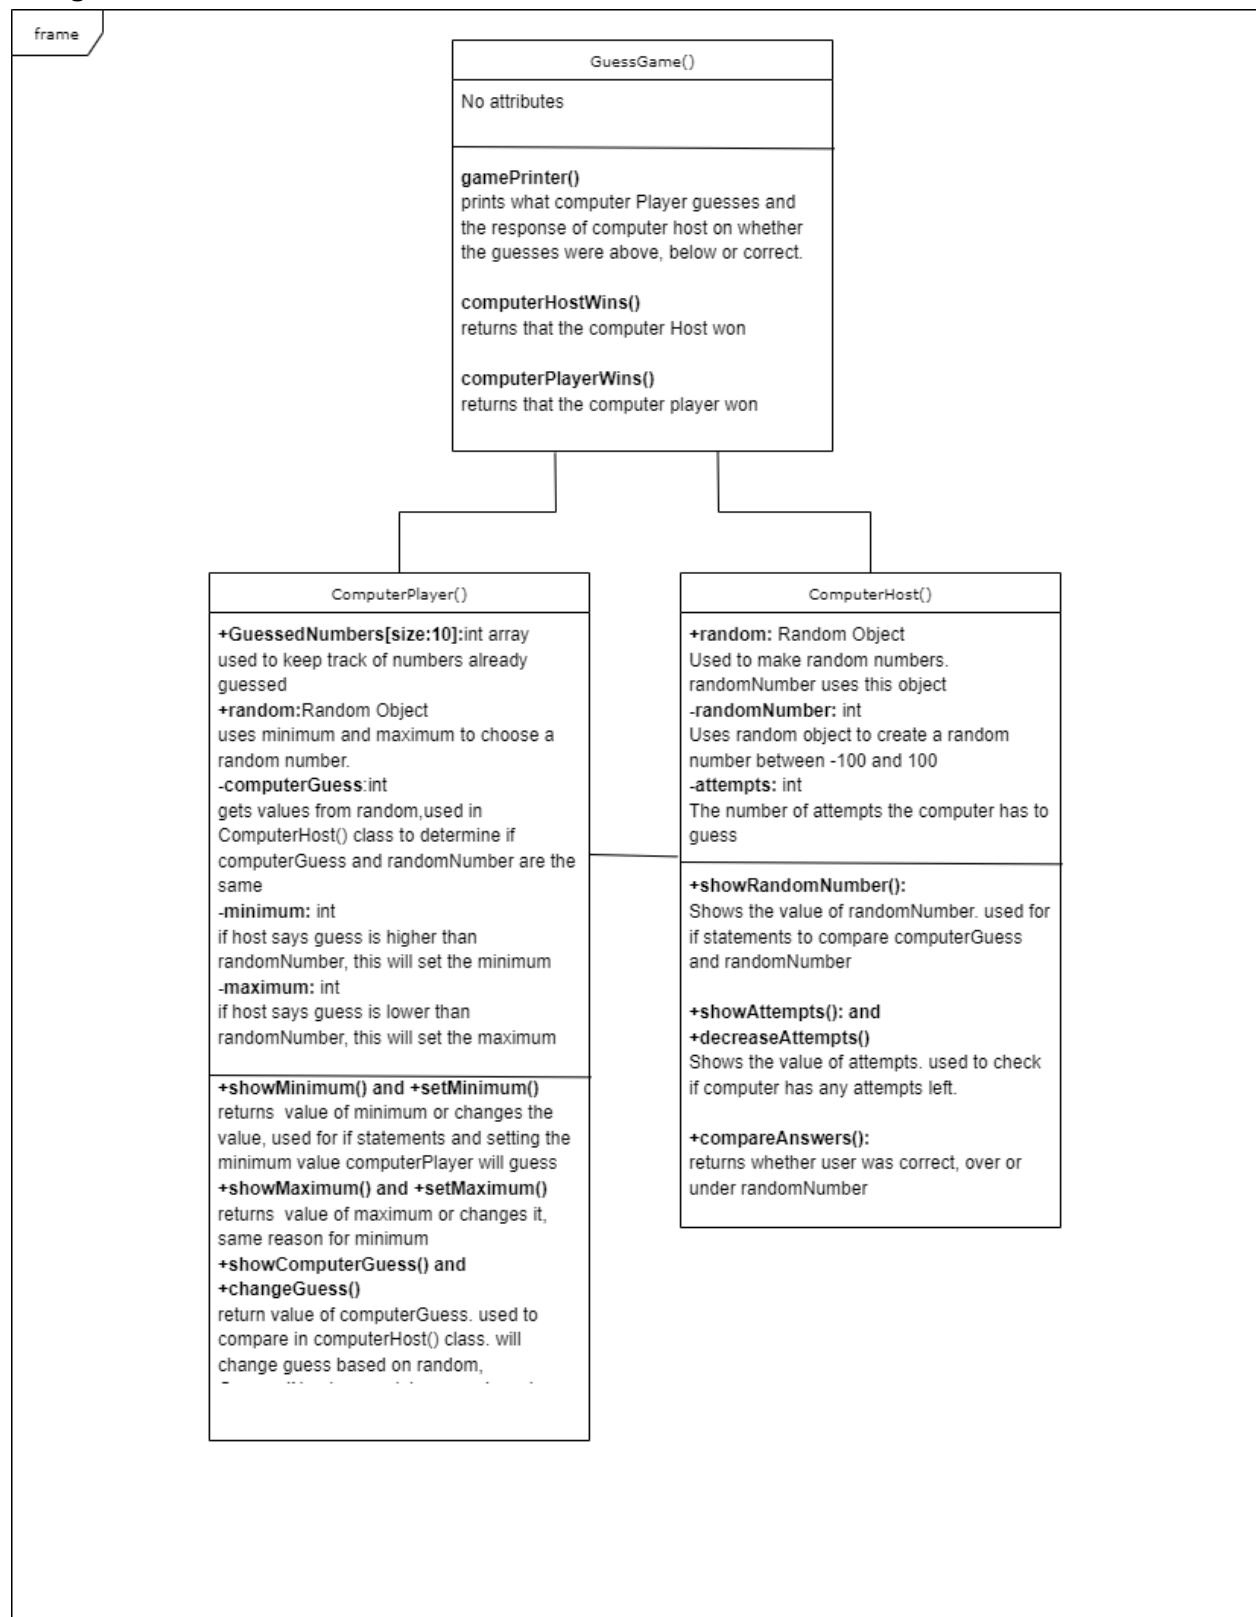 frame
GuessGame()
No attributes
gamePrinter()
prints what computer Player guesses and
the response of computer host on whether
the guesses were above, below or correct.
computerHostWins()
returns that the computer Host won
computerPlayerWins()
returns that the computer player won
ComputerPlayer()
+GuessedNumbers[size:10]:int array
used to keep track of numbers already
guessed
+random:Random Object
uses minimum and maximum to choose a
random number.
-computerGuess:int
gets values from random,used in
ComputerHost() class to determine if
computerGuess and randomNumber are the
same
-minimum: int
if host says guess is higher than
randomNumber, this will set the minimum
-maximum: int
if host says guess is lower than
randomNumber, this will set the maximum
+showMinimum() and +setMinimum()
returns  value of minimum or changes the
value, used for if statements and setting the
minimum value computerPlayer will guess
+showMaximum() and +setMaximum()
returns  value of maximum or changes it,
same reason for minimum
+showComputerGuess() and
+changeGuess()
return value of computerGuess. used to
compare in computerHost() class. will
change guess based on random,
ComputerHost()
+random: Random Object
Used to make random numbers.
randomNumber uses this object
-randomNumber: int
Uses random object to create a random
number between -100 and 100
-attempts: int
The number of attempts the computer has to
guess
+showRandomNumber():
Shows the value of randomNumber. used for
if statements to compare computerGuess
and randomNumber
+showAttempts(): and
+decreaseAttempts()
Shows the value of attempts. used to check
if computer has any attempts left.
+compareAnswers():
returns whether user was correct, over or
under randomNumber